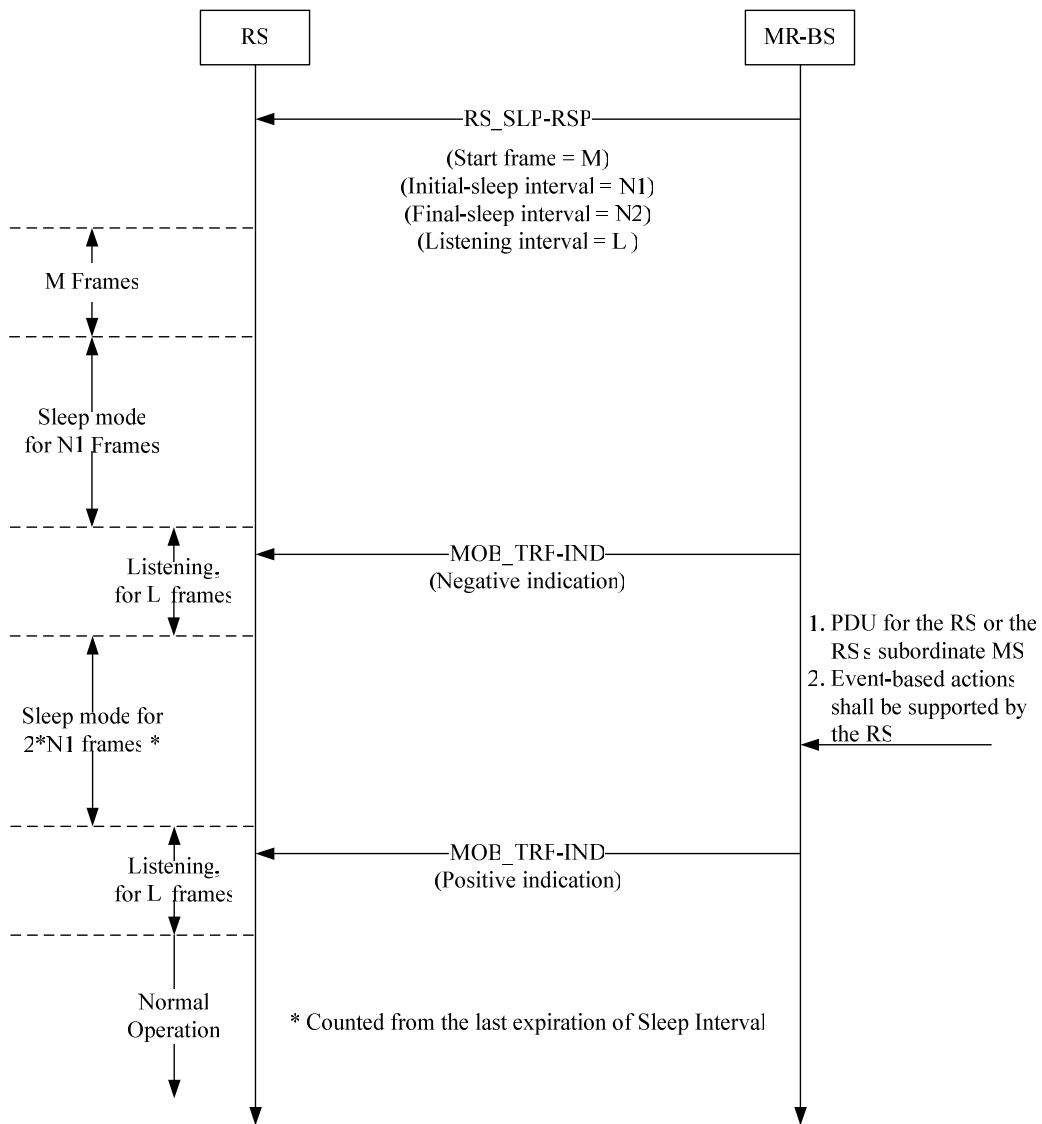 RS
MR-BS
RS_SLP-RSP
(Start frame = M)
(Initial-sleep interval = N1)
(Final-sleep interval = N2)
(Listening interval = L )
M Frames
Sleep mode
for N1 Frames
Listening,
for L frames
MOB_TRF-IND
(Negative indication)
1. PDU for the RS or the
RSs subordinate MS
2. Event-based actions
shall be supported by
the RS
Sleep mode for
2*N1 frames *
Listening,
for L frames
MOB_TRF-IND
(Positive indication)
Normal
Operation
* Counted from the last expiration of Sleep Interval